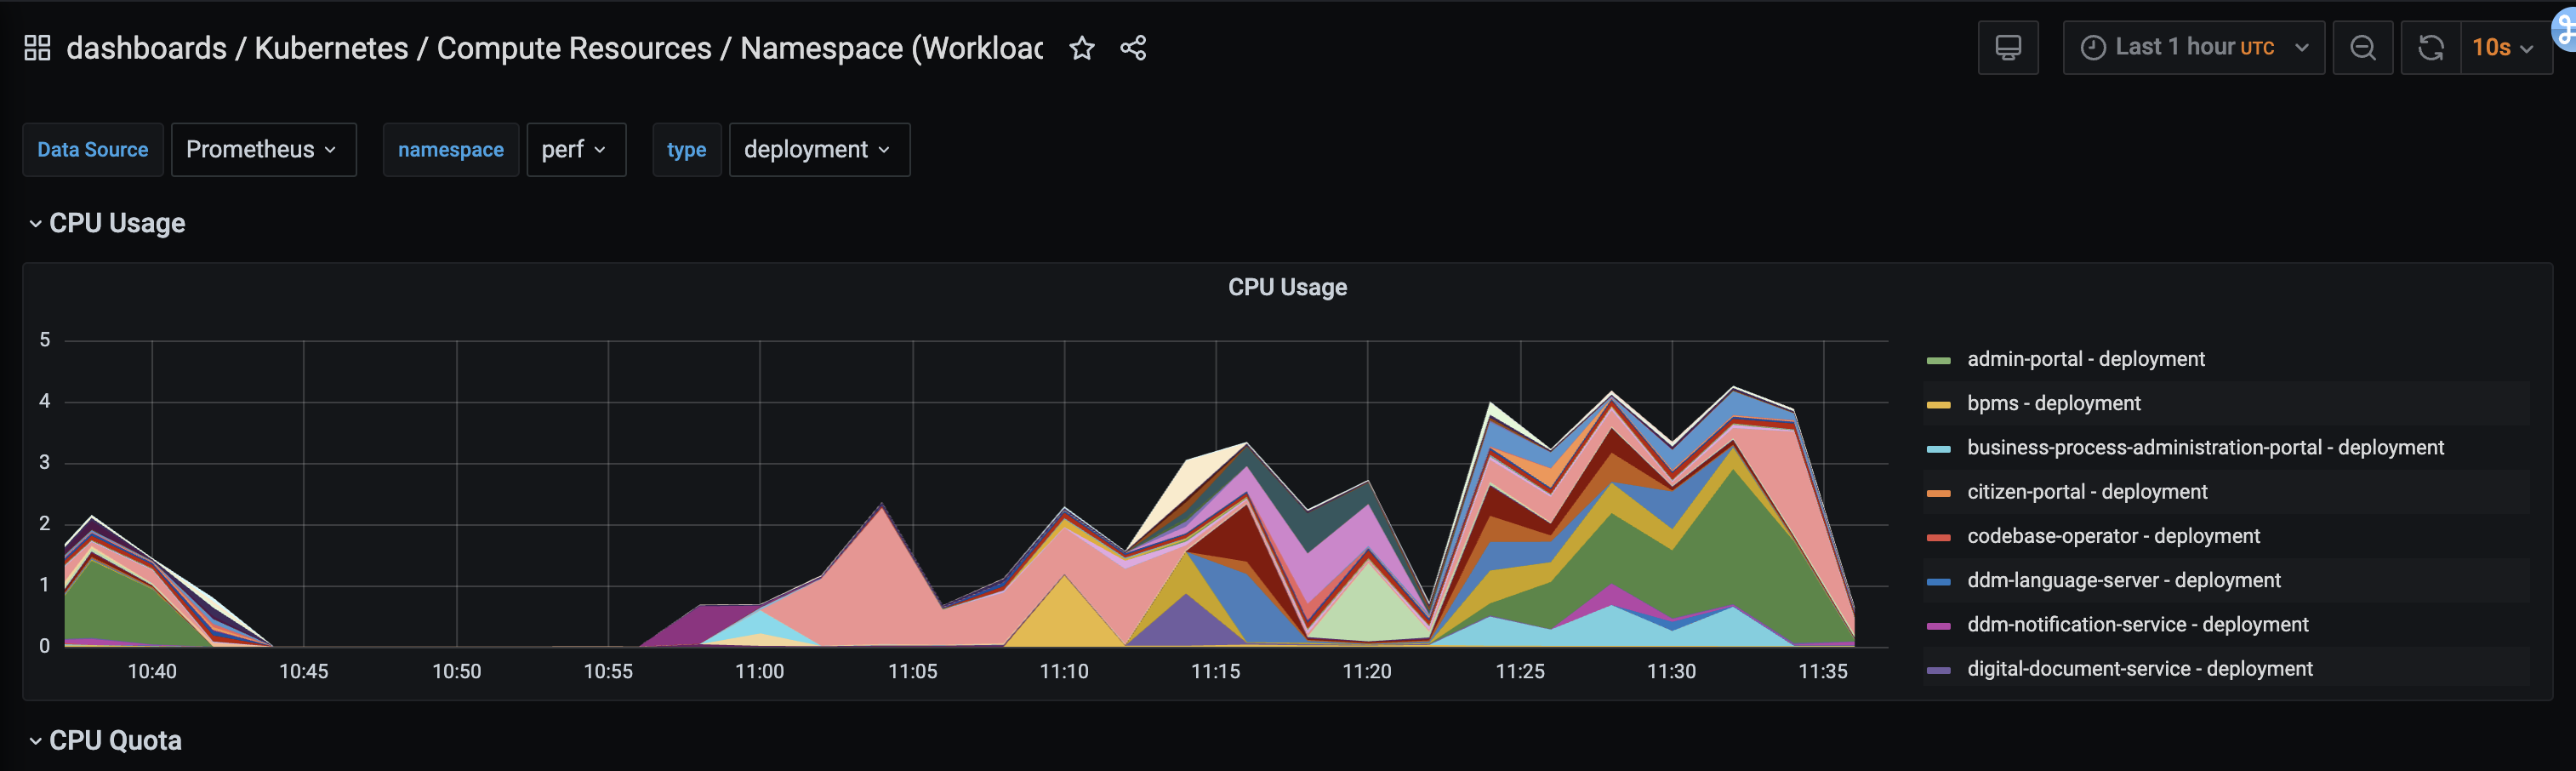 dashboards / Kubernetes / Compute Resources / Namespace (Workload
Last 1 hour UTC
10s
Data Source Prometheus namespace perf type deployment
CPU Usage
CPU Usage
5
4
3
2
1
0
10:40 10:45 10:50 10:55 11:00 11:05 11:10 11:15 11:20 11:25 11:30 11:35
admin-portal - deployment
bpms - deployment
business-process-administration-portal - deployment
citizen-portal - deployment
codebase-operator - deployment
ddm-language-server - deployment
ddm-notification-service - deployment
digital-document-service - deployment
CPU Quota